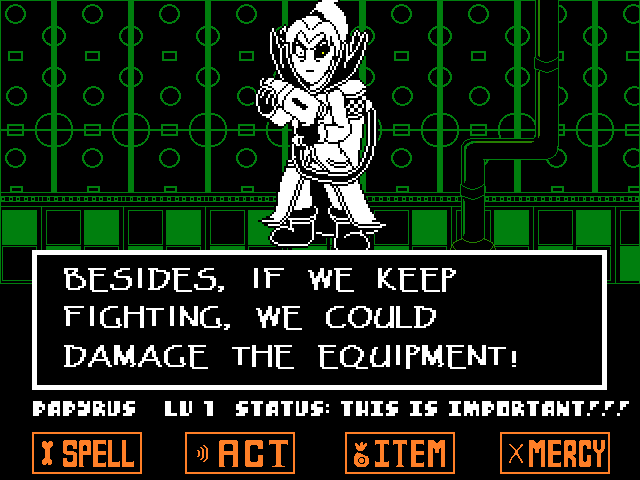 BESIDES, IF WE KEEP
FIGHTING, WE COULD
DAMAGE THE EQUIPMENT!
PAPYRUS LV 1 STATUS: THIS IS IMPORTANT!!!
SPELL ACT ITEM MERCY